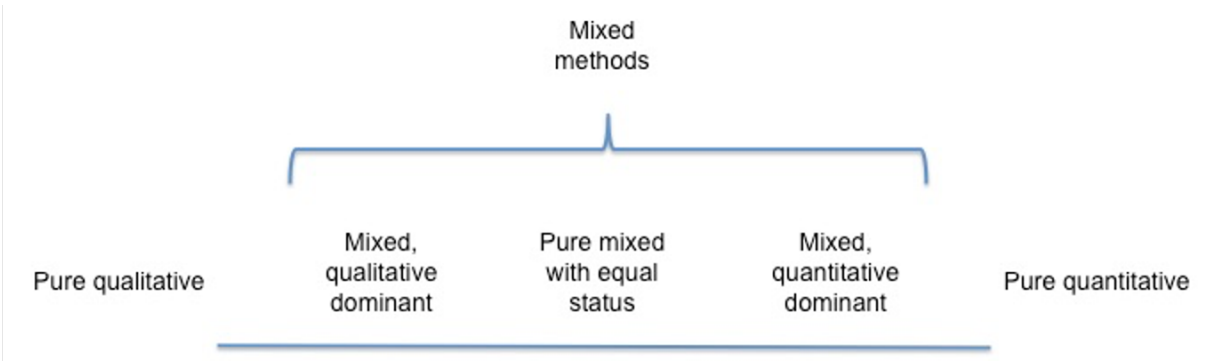 Mixed
methods
Pure qualitative
Mixed,
qualitative
dominant
Pure mixed
with equal
status
Mixed,
quantitative
dominant
Pure quantitative